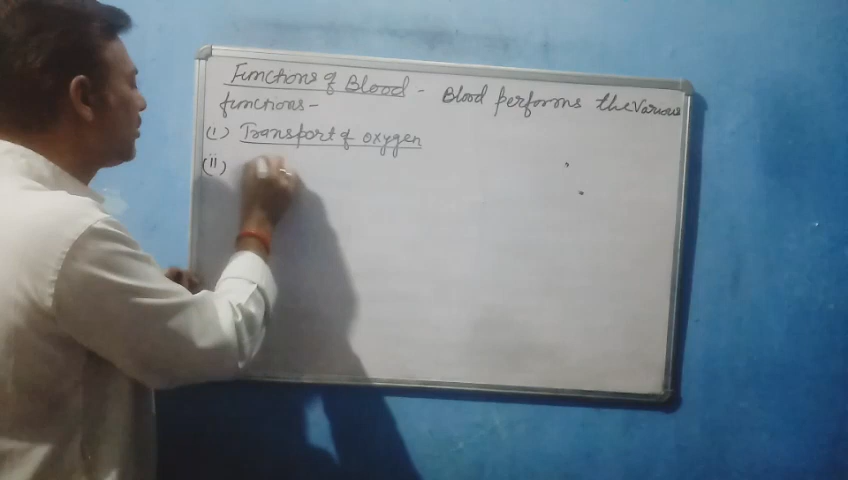 Functions of Blood - Blood performs the various
functions-
(i) Transport of oxygen
(ii)